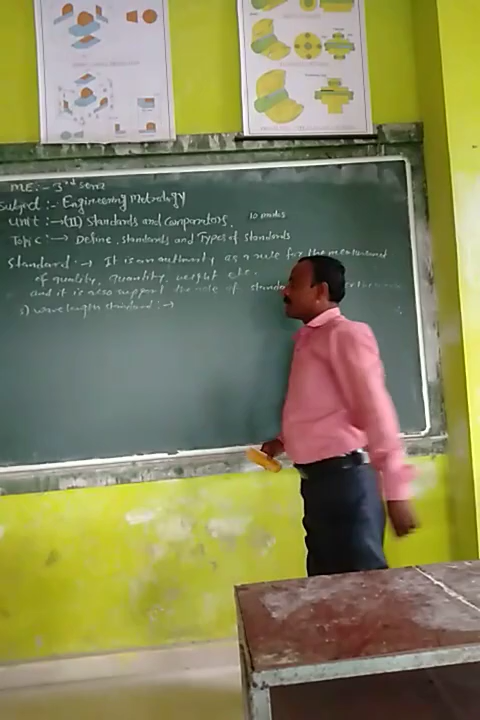 ME :- 3rd sem
Subject :- Engineering Metrology
Unit :→ (II) Standards and Comparators. 10 marks
Topic :→ Define, standards and Types of standards
Standard :→ It is an authority as a rule for the
of quality, quantity, weight etc.
and it is also support the rule of
1) wave length standard :→